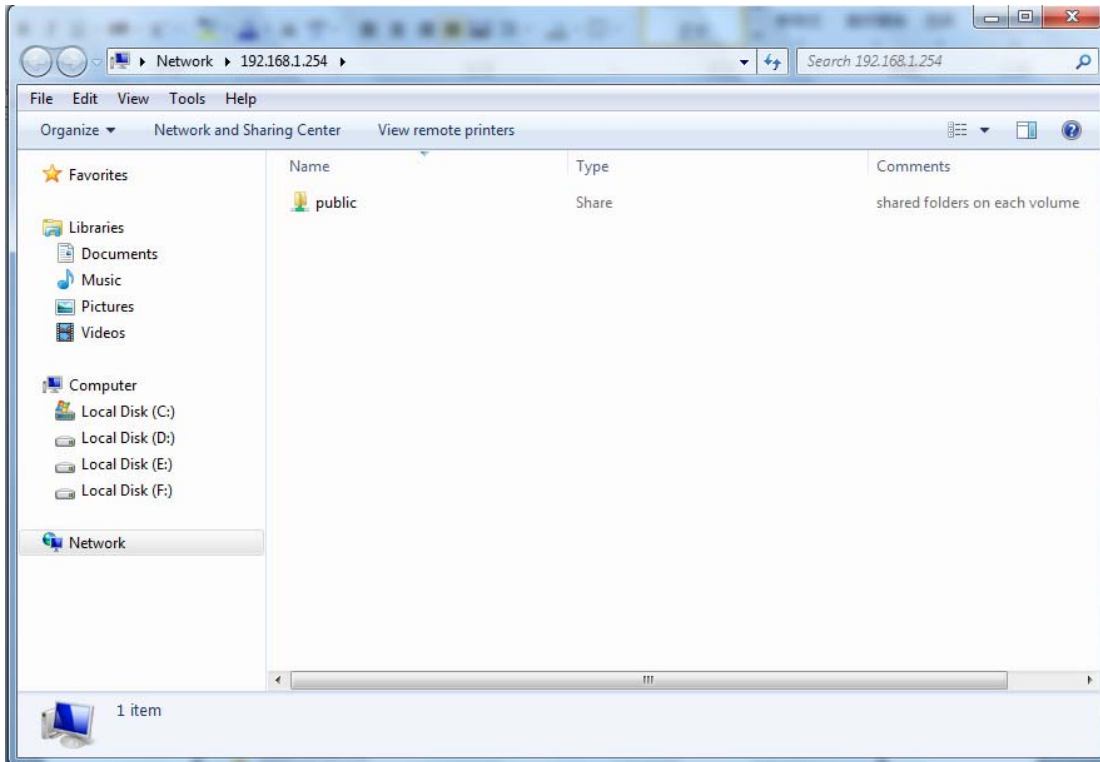 Network ▸ 192.168.1.254 ▸
Search 192.168.1.254
File Edit View Tools Help
Organize Network and Sharing Center View remote printers
Favorites
Libraries
Documents
Music
Pictures
Videos
Computer
Local Disk (C:)
Local Disk (D:)
Local Disk (E:)
Local Disk (F:)
Network
Name Type Comments
public Share shared folders on each volume
1 item